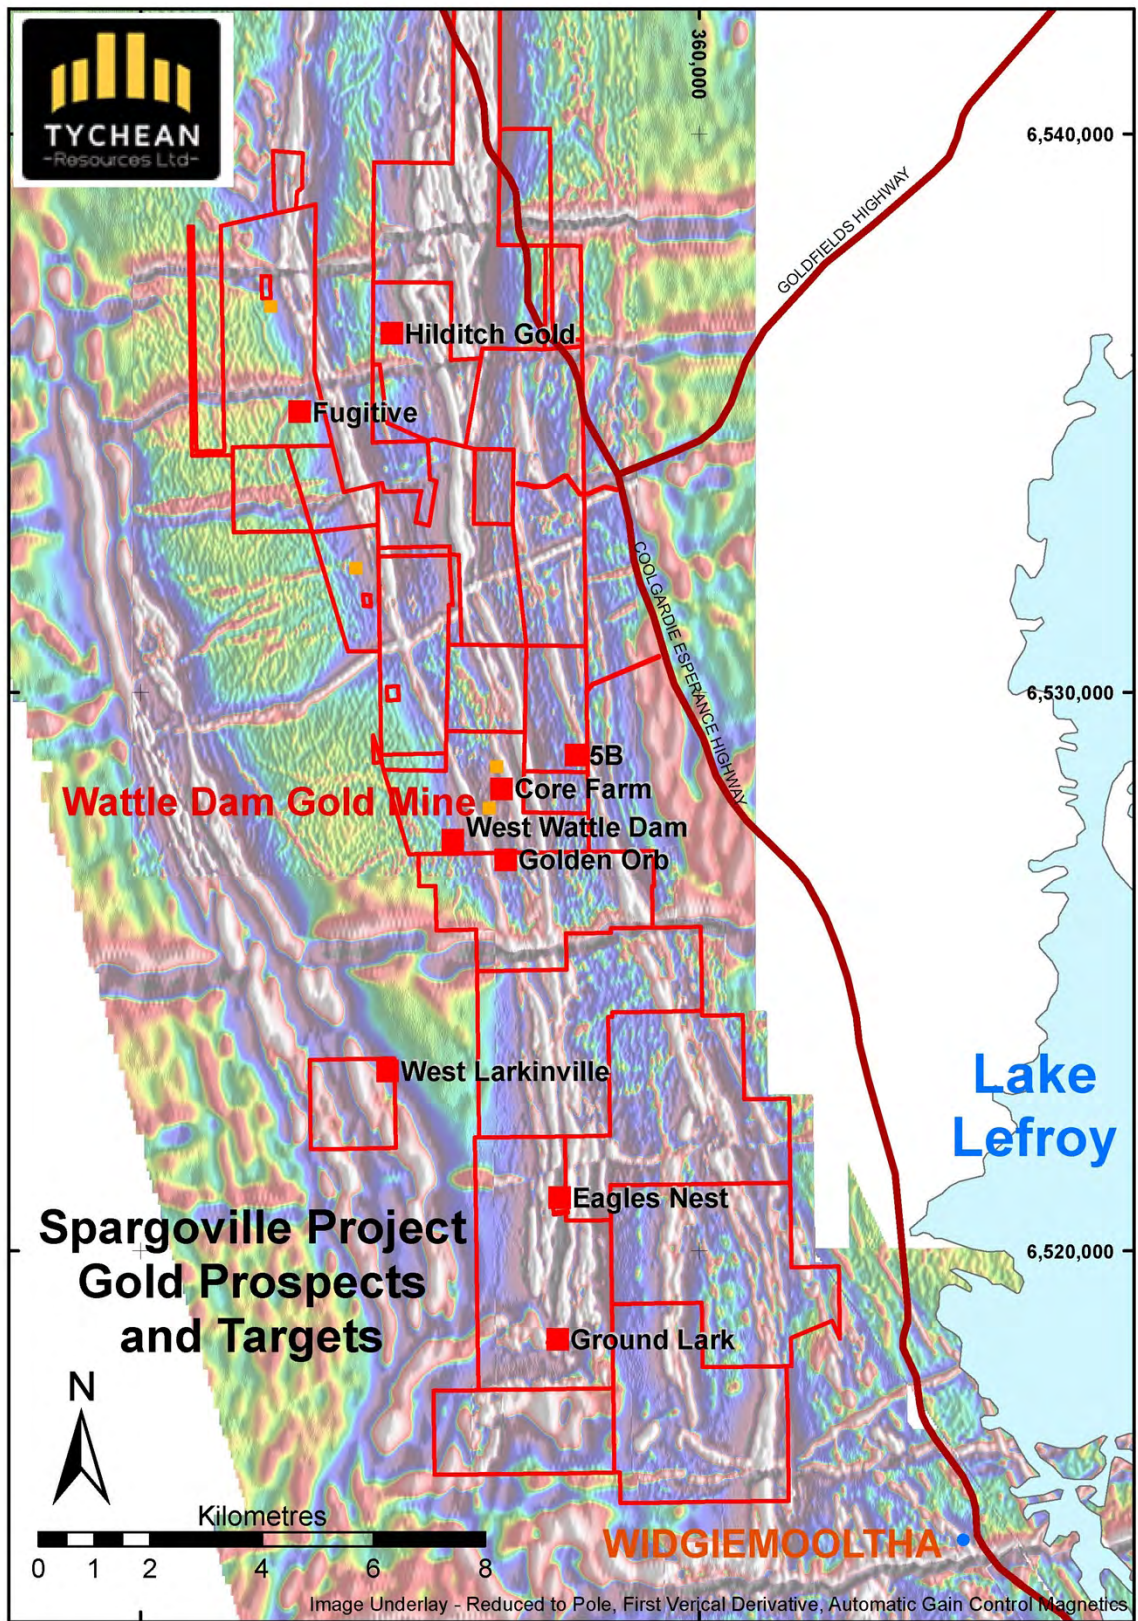 TYCHEAN
-Resources Ltd-
360,000
6,540,000
GOLDFIELDS HIGHWAY
Hilditch Gold
Fugitive
COOLGARDIE ESPERANCE HIGHWAY
6,530,000
5B
Core Farm
Wattle Dam Gold Mine
West Wattle Dam
Golden Orb
West Larkinville
Lake
Lefroy
Eagles Nest
Spargoville Project
Gold Prospects
and Targets
6,520,000
Ground Lark
N
Kilometres
0 1 2 4 6 8
WIDGIEMOOLTHA
Image Underlay - Reduced to Pole, First Verical Derivative, Automatic Gain Control Magnetics